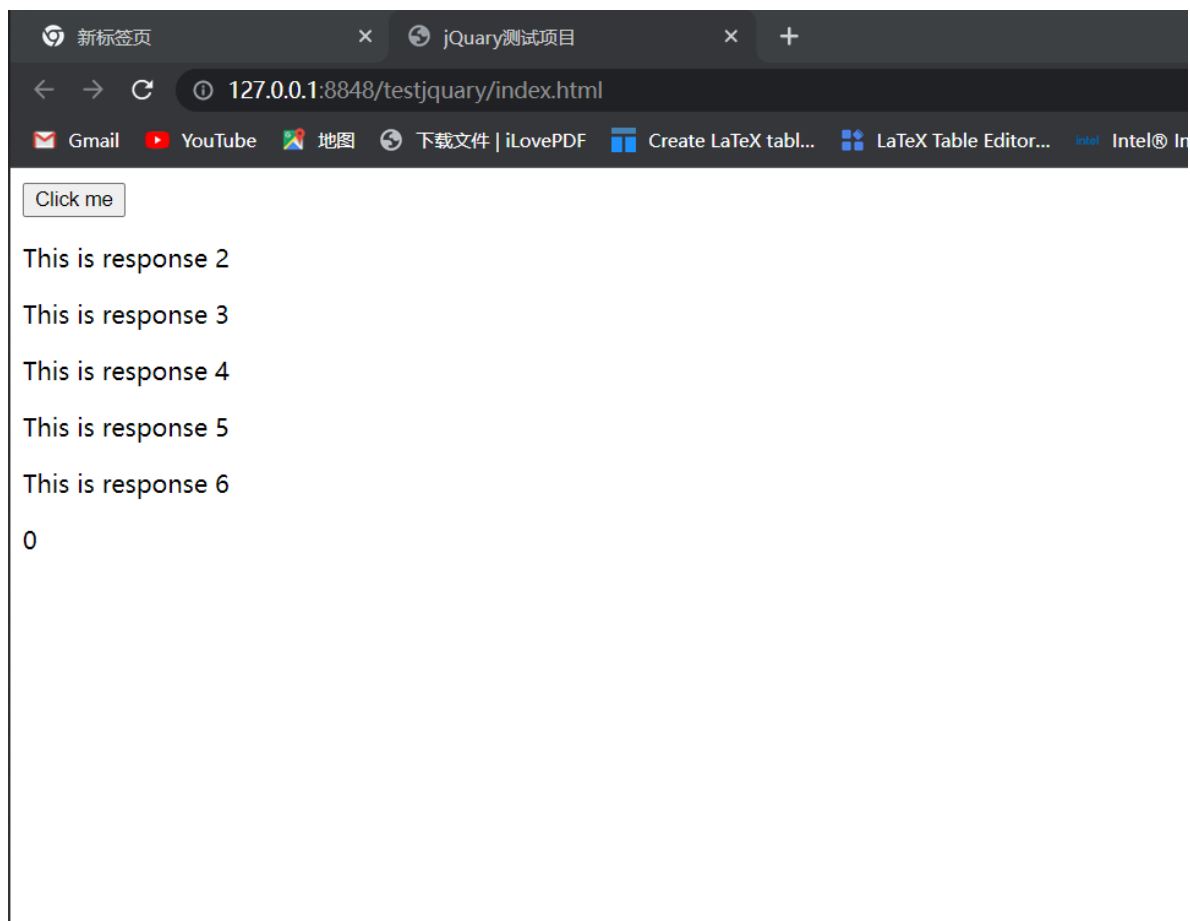 新标签页 jQuary测试项目
127.0.0.1:8848/testjquary/index.html
Gmail YouTube 地图 下载文件 | iLovePDF Create LaTeX tabl... LaTeX Table Editor... intel Intel® In
Click me
This is response 2
This is response 3
This is response 4
This is response 5
This is response 6
0